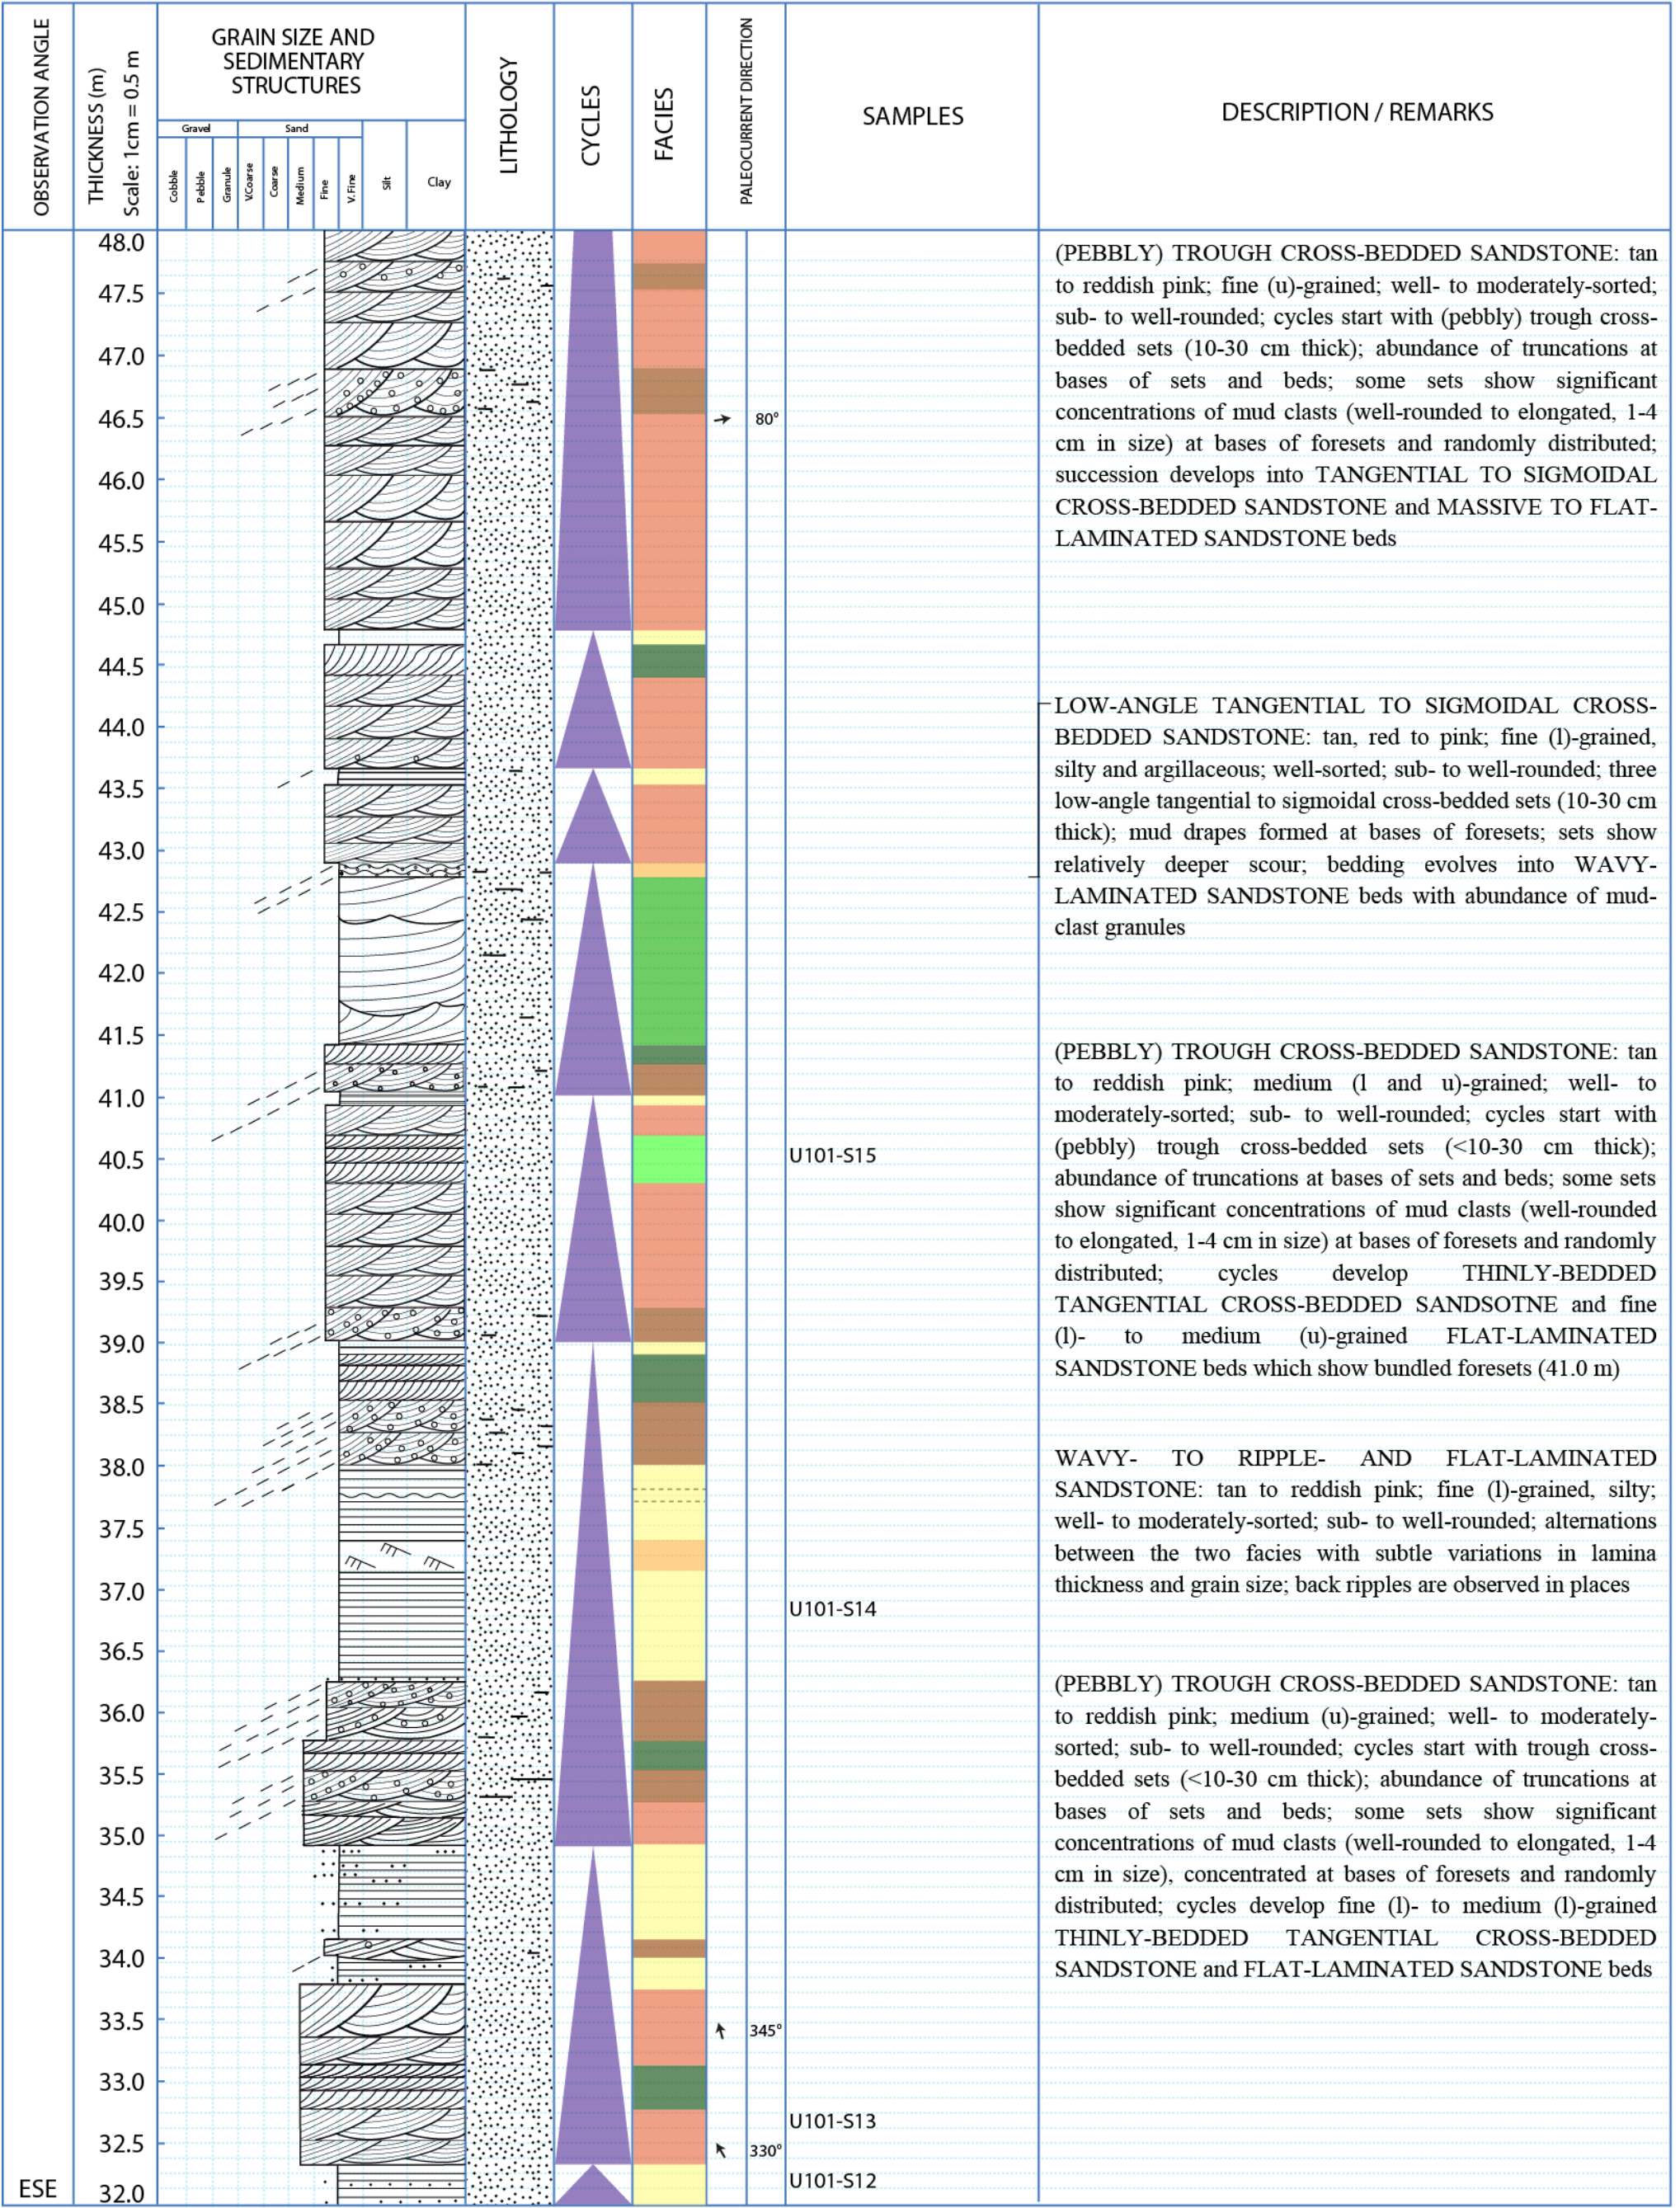 OBSERVATION ANGLE
THICKNESS (m)
Scale: 1cm = 0.5 m
GRAIN SIZE AND
SEDIMENTARY
STRUCTURES
Gravel
Sand
Cobble
Pebble
Granule
V.Coarse
Coarse
Medium
Fine
V. Fine
Silt
Clay
LITHOLOGY
CYCLES
FACIES
PALEOCURRENT DIRECTION
SAMPLES
DESCRIPTION / REMARKS
48.0
47.5
47.0
46.5
46.0
45.5
45.0
44.5
44.0
43.5
43.0
42.5
42.0
41.5
41.0
40.5
40.0
39.5
39.0
38.5
38.0
37.5
37.0
36.5
36.0
35.5
35.0
34.5
34.0
33.5
33.0
32.5
32.0
ESE
80°
345°
330°
U101-S15
U101-S14
U101-S13
U101-S12
(PEBBLY) TROUGH CROSS-BEDDED SANDSTONE: tan
to reddish pink; fine (u)-grained; well- to moderately-sorted;
sub- to well-rounded; cycles start with (pebbly) trough cross-
bedded sets (10-30 cm thick); abundance of truncations at
bases of sets and beds; some sets show significant
concentrations of mud clasts (well-rounded to elongated, 1-4
cm in size) at bases of foresets and randomly distributed;
succession develops into TANGENTIAL TO SIGMOIDAL
CROSS-BEDDED SANDSTONE and MASSIVE TO FLAT-
LAMINATED SANDSTONE beds
LOW-ANGLE TANGENTIAL TO SIGMOIDAL CROSS-
BEDDED SANDSTONE: tan, red to pink; fine (l)-grained,
silty and argillaceous; well-sorted; sub- to well-rounded; three
low-angle tangential to sigmoidal cross-bedded sets (10-30 cm
thick); mud drapes formed at bases of foresets; sets show
relatively deeper scour; bedding evolves into WAVY-
LAMINATED SANDSTONE beds with abundance of mud-
clast granules
(PEBBLY) TROUGH CROSS-BEDDED SANDSTONE: tan
to reddish pink; medium (l and u)-grained; well- to
moderately-sorted; sub- to well-rounded; cycles start with
(pebbly) trough cross-bedded sets (<10-30 cm thick);
abundance of truncations at bases of sets and beds; some sets
show significant concentrations of mud clasts (well-rounded
to elongated, 1-4 cm in size) at bases of foresets and randomly
distributed; cycles develop THINLY-BEDDED
TANGENTIAL CROSS-BEDDED SANDSOTNE and fine
(l)- to medium (u)-grained FLAT-LAMINATED
SANDSTONE beds which show bundled foresets (41.0 m)
WAVY- TO RIPPLE- AND FLAT-LAMINATED
SANDSTONE: tan to reddish pink; fine (l)-grained, silty;
well- to moderately-sorted; sub- to well-rounded; alternations
between the two facies with subtle variations in lamina
thickness and grain size; back ripples are observed in places
(PEBBLY) TROUGH CROSS-BEDDED SANDSTONE: tan
to reddish pink; medium (u)-grained; well- to moderately-
sorted; sub- to well-rounded; cycles start with trough cross-
bedded sets (<10-30 cm thick); abundance of truncations at
bases of sets and beds; some sets show significant
concentrations of mud clasts (well-rounded to elongated, 1-4
cm in size), concentrated at bases of foresets and randomly
distributed; cycles develop fine (l)- to medium (l)-grained
THINLY-BEDDED TANGENTIAL CROSS-BEDDED
SANDSTONE and FLAT-LAMINATED SANDSTONE beds